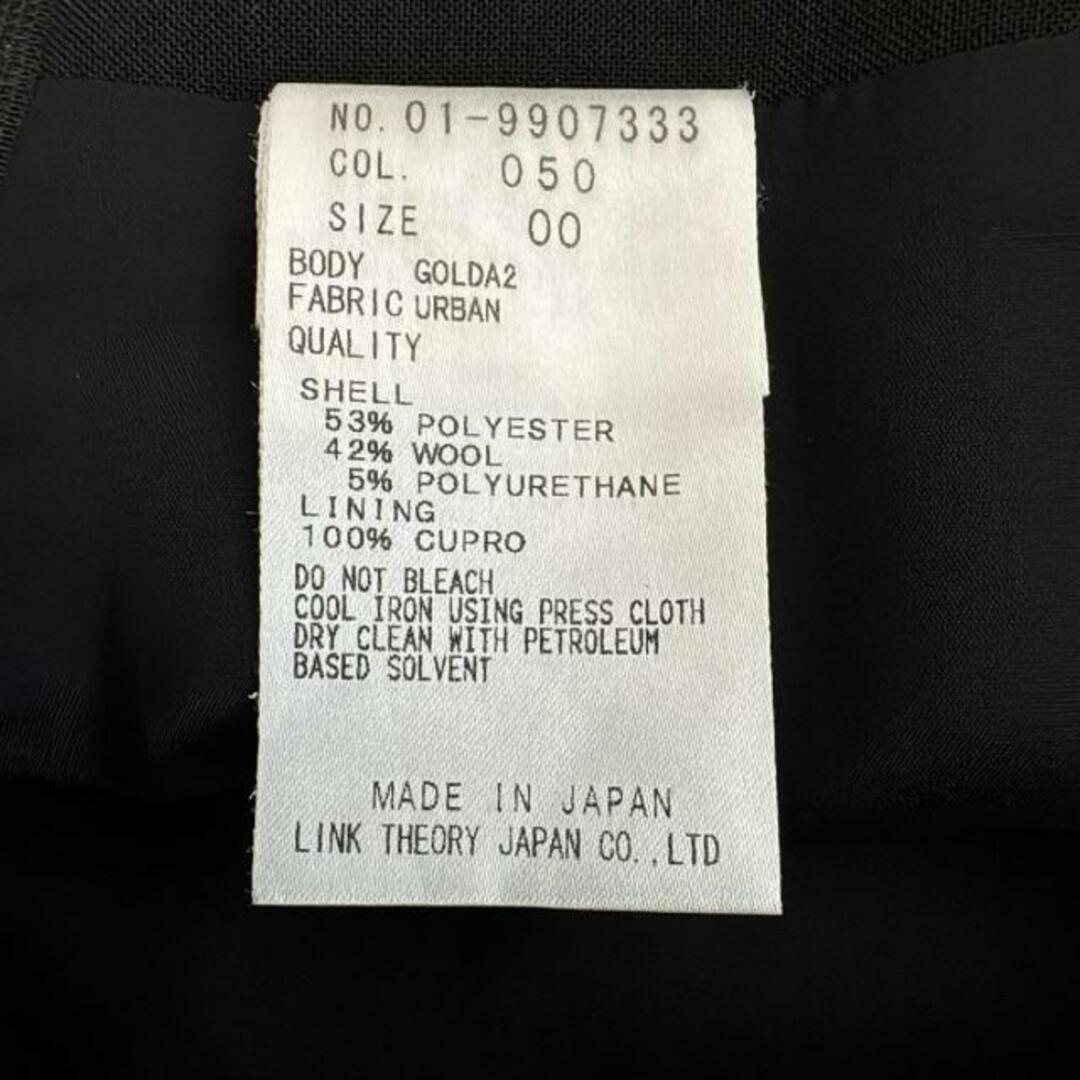 NO. 01-9907333
COL. 050
SIZE 00
BODY GOLDA2
FABRIC URBAN
QUALITY
SHELL
53% POLYESTER
42% WOOL
5% POLYURETHANE
LINING
100% CUPRO
DO NOT BLEACH
COOL IRON USING PRESS CLOTH
DRY CLEAN WITH PETROLEUM
BASED SOLVENT
MADE IN JAPAN
LINK THEORY JAPAN CO.,LTD